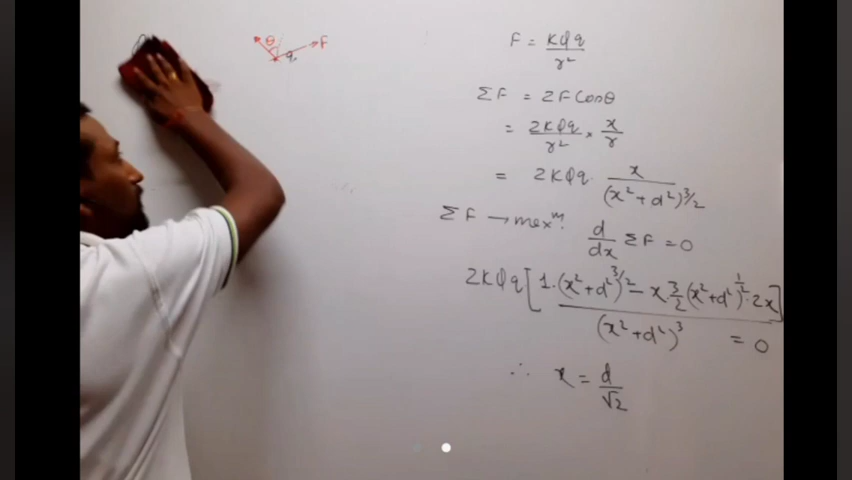 θ F
q
F = KQq/r²
ΣF = 2F Cosθ
= 2KQq/r² × x/r
= 2KQq · x/(x²+d²)^3/2
ΣF → mexᵐ. d/dx ΣF = 0
2KQq[1·(x²+d²)^3/2 − x·3/2(x²+d²)^1/2·2x]/(x²+d²)³ = 0
∴ x = d/√2